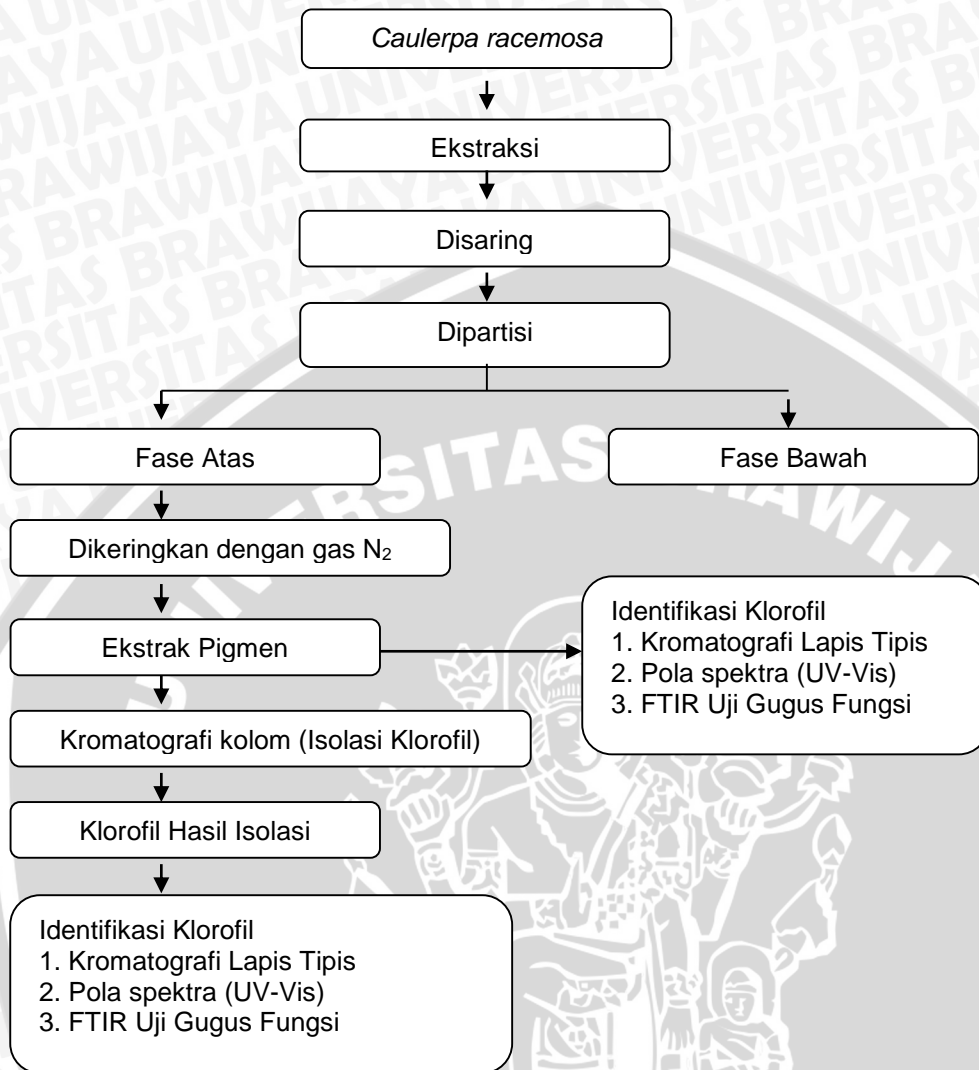 Caulerpa racemosa
Ekstraksi
Disaring
Dipartisi
Fase Atas
Fase Bawah
Dikeringkan dengan gas N₂
Ekstrak Pigmen
Identifikasi Klorofil
1. Kromatografi Lapis Tipis
2. Pola spektra (UV-Vis)
3. FTIR Uji Gugus Fungsi
Kromatografi kolom (Isolasi Klorofil)
Klorofil Hasil Isolasi
Identifikasi Klorofil
1. Kromatografi Lapis Tipis
2. Pola spektra (UV-Vis)
3. FTIR Uji Gugus Fungsi